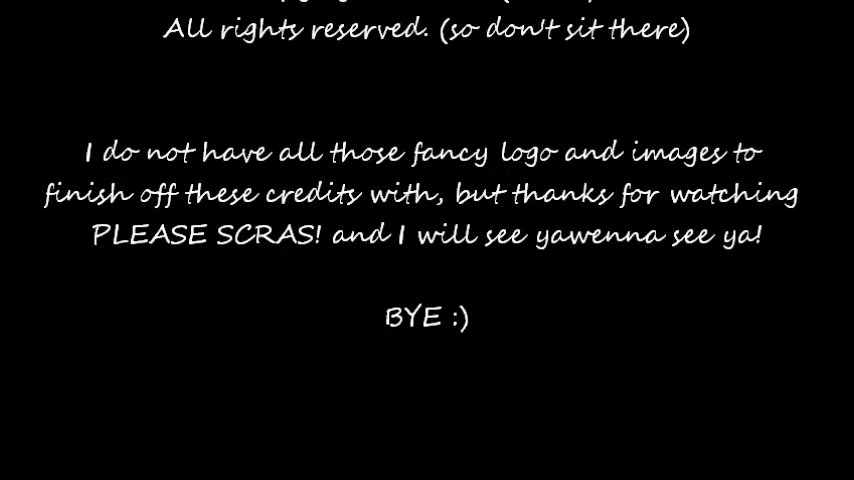 All rights reserved. (so don't sit there)
I do not have all those fancy logo and images to
finish off these credits with, but thanks for watching
PLEASE SCRAS! and I will see yawenna see ya!
BYE :)